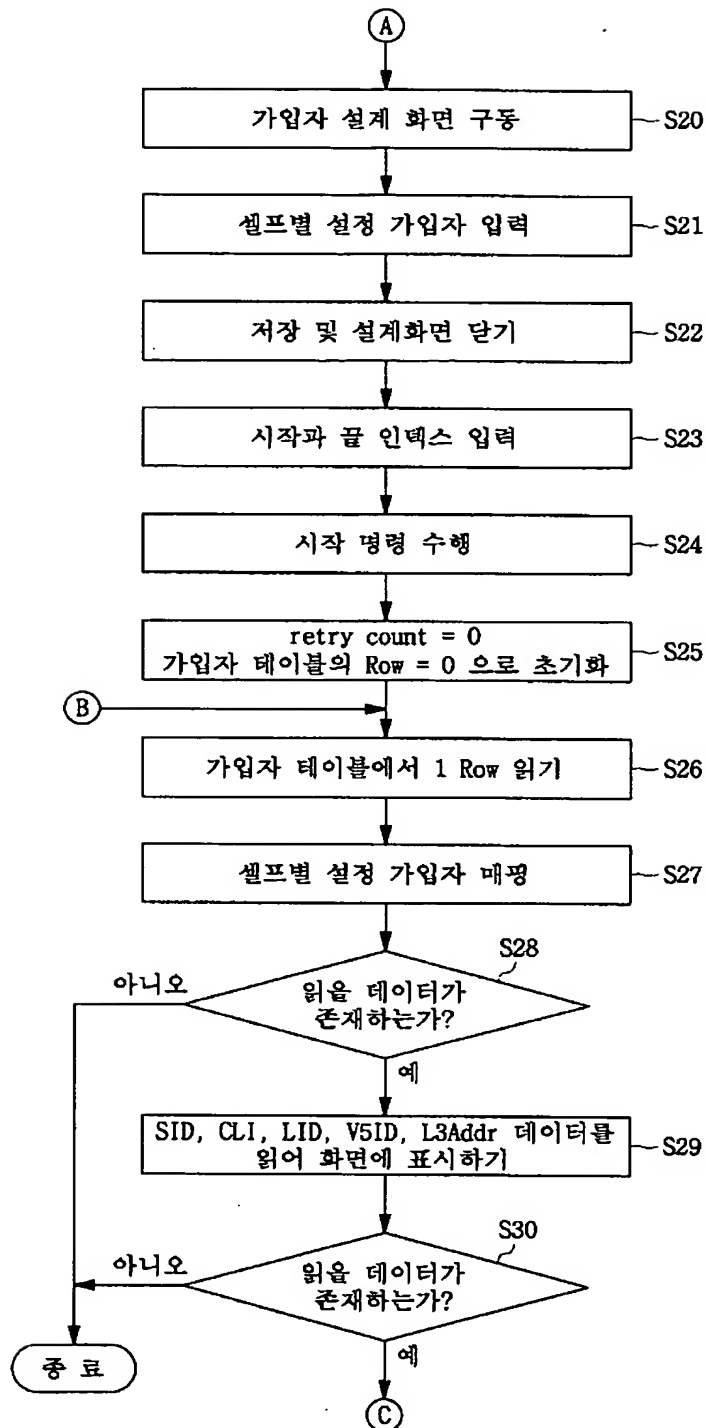 A
가입자 설계 화면 구동
S20
셀프별 설정 가입자 입력
S21
저장 및 설계화면 닫기
S22
시작과 끝 인덱스 입력
S23
시작 명령 수행
S24
retry count = 0
가입자 테이블의 Row = 0 으로 초기화
S25
B
가입자 테이블에서 1 Row 읽기
S26
셀프별 설정 가입자 매핑
S27
S28
아니오
읽을 데이터가
존재하는가?
예
SID, CLI, LID, V5ID, L3Addr 데이터를
읽어 화면에 표시하기
S29
S30
아니오
읽을 데이터가
존재하는가?
종 료
예
C